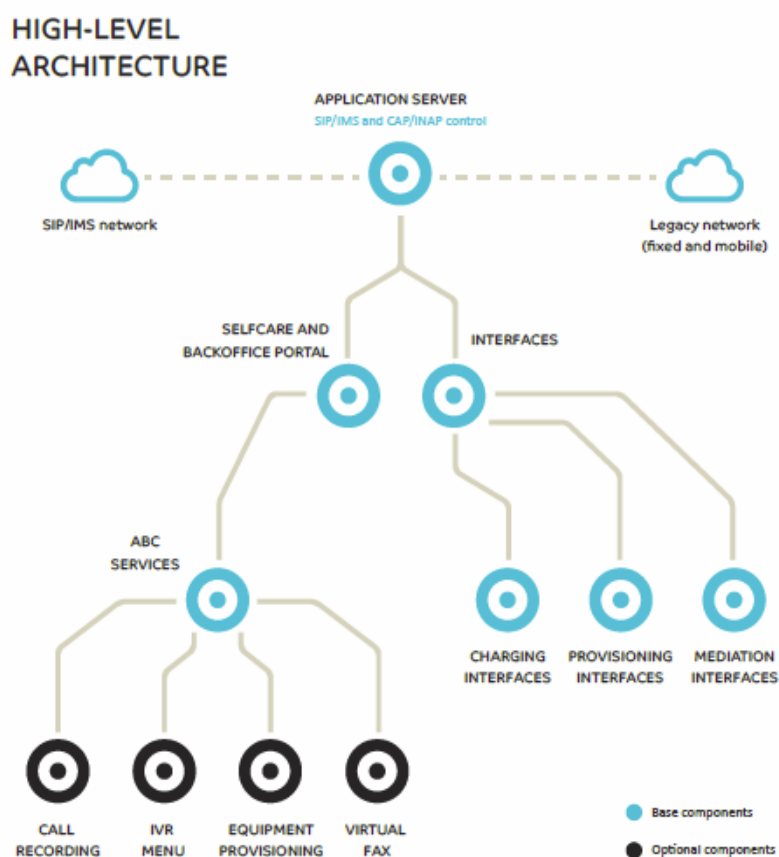 HIGH-LEVEL
ARCHITECTURE
APPLICATION SERVER
SIP/IMS and CAP/INAP control
SIP/IMS network
Legacy network
(fixed and mobile)
SELFCARE AND
BACKOFFICE PORTAL
INTERFACES
ABC
SERVICES
CHARGING
INTERFACES
PROVISIONING
INTERFACES
MEDIATION
INTERFACES
CALL
RECORDING
IVR
MENU
EQUIPMENT
PROVISIONING
VIRTUAL
FAX
Base components
Optional components